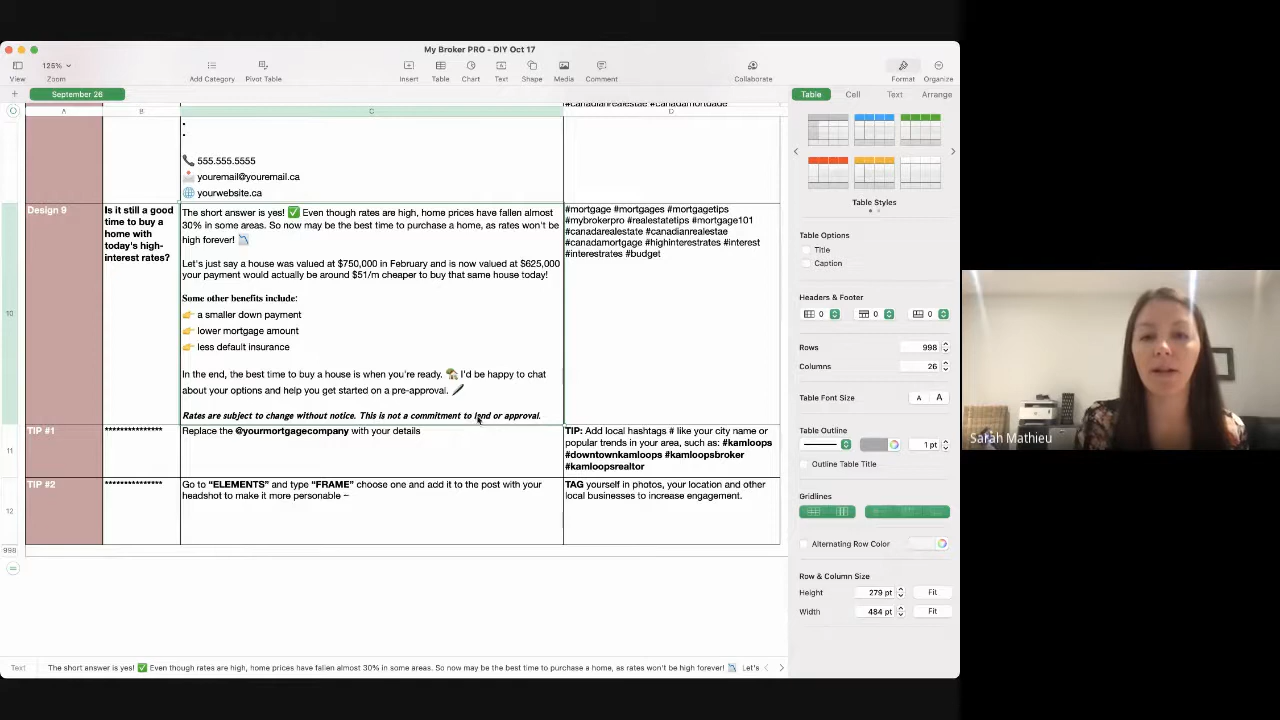 My Broker PRO - DIY Oct 17
125%
View
Zoom
Add Category
Pivot Table
Insert
Table
Chart
Text
Shape
Media
Comment
Collaborate
Format
Organize
September 26
Table
Cell
Text
Arrange
A
B
C
D
#canadianrealestae #canadamortgage
555.555.5555
youremail@youremail.ca
yourwebsite.ca
10
Design 9
Is it still a good
time to buy a
home with
today's high-
interest rates?
The short answer is yes! ✅ Even though rates are high, home prices have fallen almost
30% in some areas. So now may be the best time to purchase a home, as rates won't be
high forever! 📉
Let's just say a house was valued at $750,000 in February and is now valued at $625,000
your payment would actually be around $51/m cheaper to buy that same house today!
Some other benefits include:
👉 a smaller down payment
👉 lower mortgage amount
👉 less default insurance
In the end, the best time to buy a house is when you're ready. 🏡 I'd be happy to chat
about your options and help you get started on a pre-approval. 🖊
Rates are subject to change without notice. This is not a commitment to lend or approval.
#mortgage #mortgages #mortgagetips
#mybrokerpro #realestatetips #mortgage101
#canadarealestate #canadianrealestae
#canadamortgage #highinterestrates #interest
#interestrates #budget
11
TIP #1
***************
Replace the @yourmortgagecompany with your details
TIP: Add local hashtags # like your city name or
popular trends in your area, such as: #kamloops
#downtownkamloops #kamloopsbroker
#kamloopsrealtor
12
TIP #2
***************
Go to "ELEMENTS" and type "FRAME" choose one and add it to the post with your
headshot to make it more personable ~
TAG yourself in photos, your location and other
local businesses to increase engagement.
998
Table Styles
Table Options
Title
Caption
Headers & Footer
0
0
0
Rows
998
Columns
26
Table Font Size
A
A
Table Outline
1 pt
Outline Table Title
Gridlines
Alternating Row Color
Row & Column Size
Height
279 pt
Fit
Width
484 pt
Fit
Text
The short answer is yes! ✅ Even though rates are high, home prices have fallen almost 30% in some areas. So now may be the best time to purchase a home, as rates won't be high forever! 📉 Let's
Sarah Mathieu